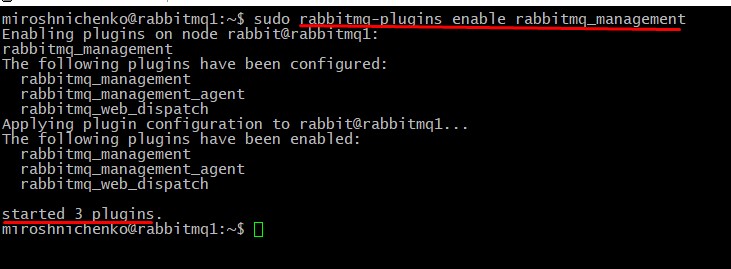 miroshnichenko@rabbitmq1:~$ sudo rabbitmq-plugins enable rabbitmq_management
Enabling plugins on node rabbit@rabbitmq1:
rabbitmq_management
The following plugins have been configured:
  rabbitmq_management
  rabbitmq_management_agent
  rabbitmq_web_dispatch
Applying plugin configuration to rabbit@rabbitmq1...
The following plugins have been enabled:
  rabbitmq_management
  rabbitmq_management_agent
  rabbitmq_web_dispatch

started 3 plugins.
miroshnichenko@rabbitmq1:~$